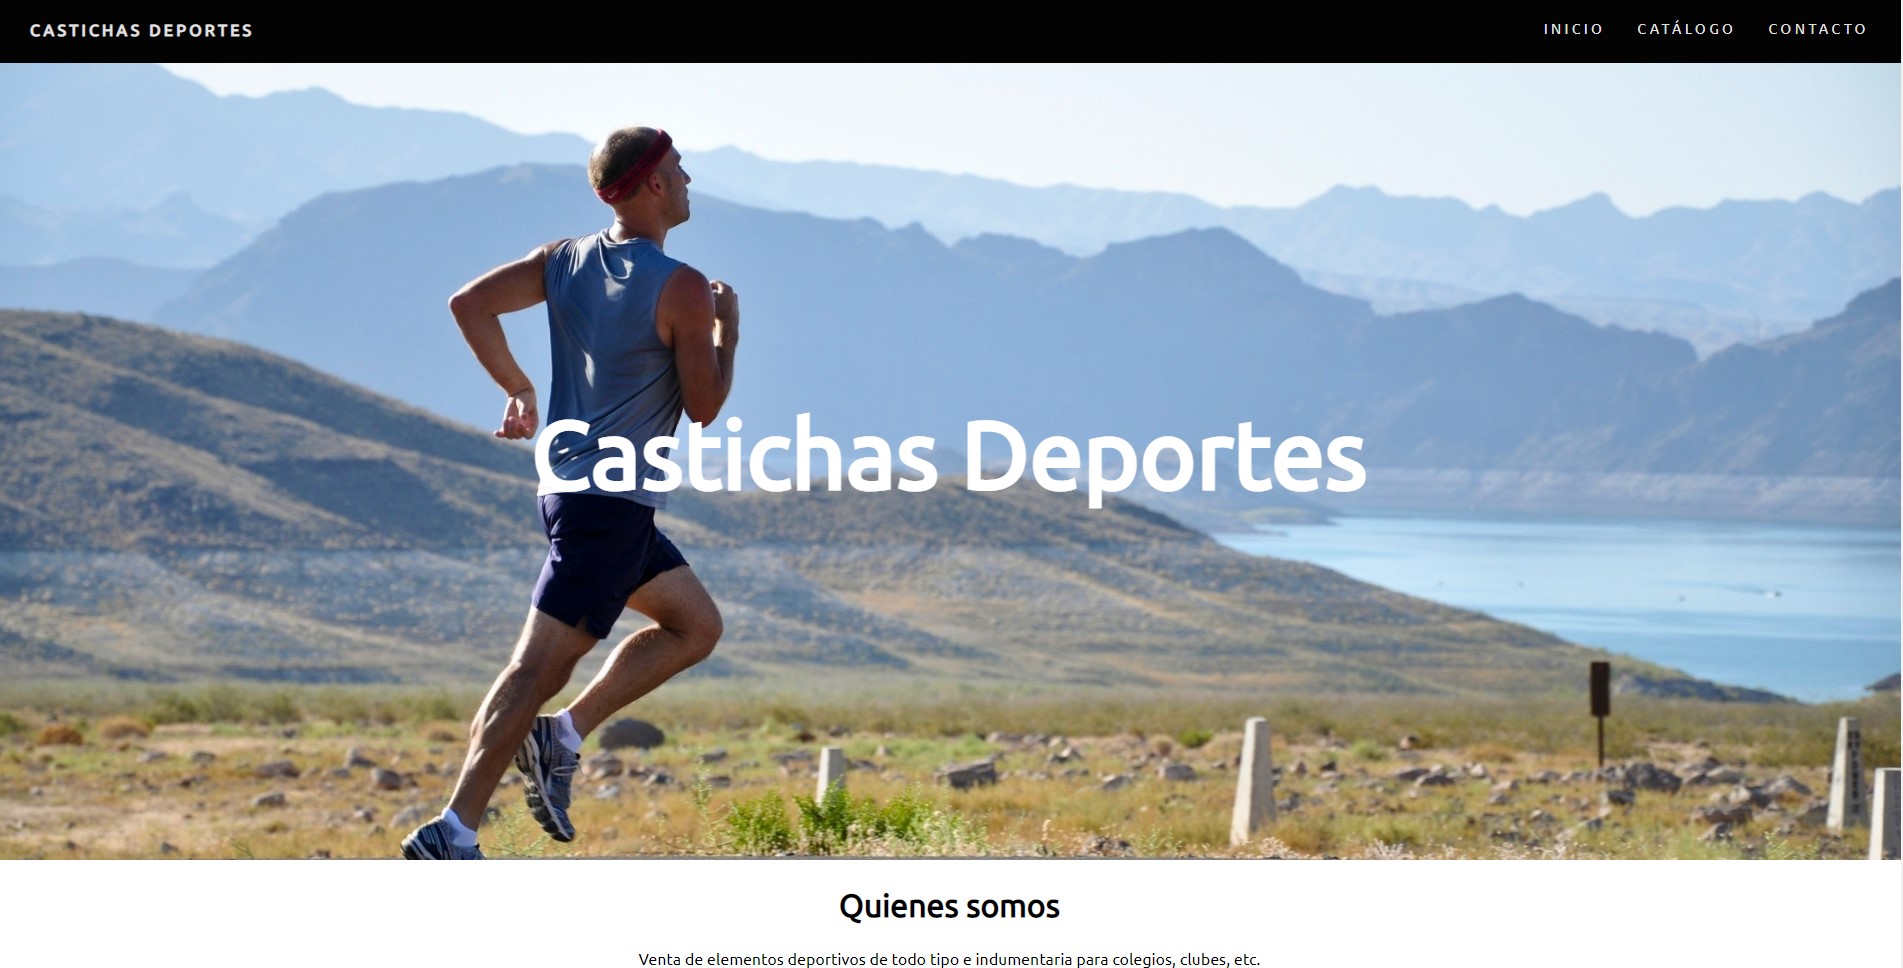 CASTICHAS DEPORTES
INICIO CATÁLOGO CONTACTO
Castichas Deportes
Quienes somos
Venta de elementos deportivos de todo tipo e indumentaria para colegios, clubes, etc.